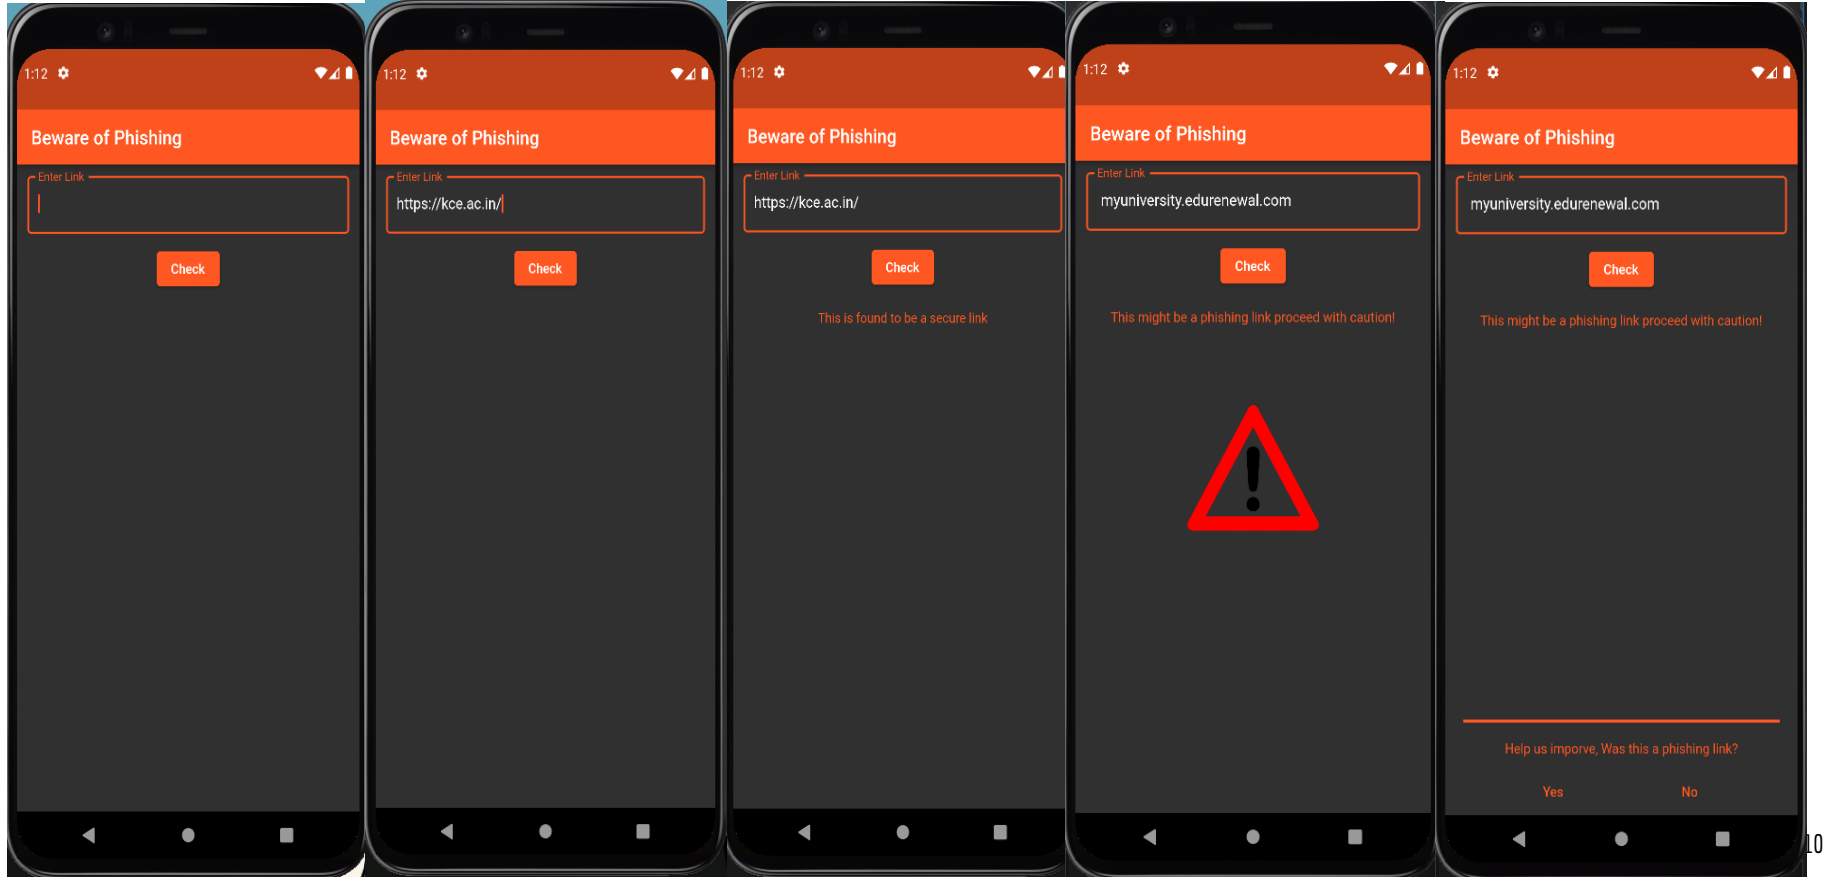 1:12
Beware of Phishing
Enter Link
Check
1:12
Beware of Phishing
Enter Link
https://kce.ac.in/
Check
1:12
Beware of Phishing
Enter Link
https://kce.ac.in/
Check
This is found to be a secure link
1:12
Beware of Phishing
Enter Link
myuniversity.edurenewal.com
Check
This might be a phishing link proceed with caution!
1:12
Beware of Phishing
Enter Link
myuniversity.edurenewal.com
Check
This might be a phishing link proceed with caution!
Help us imporve, Was this a phishing link?
Yes No
10